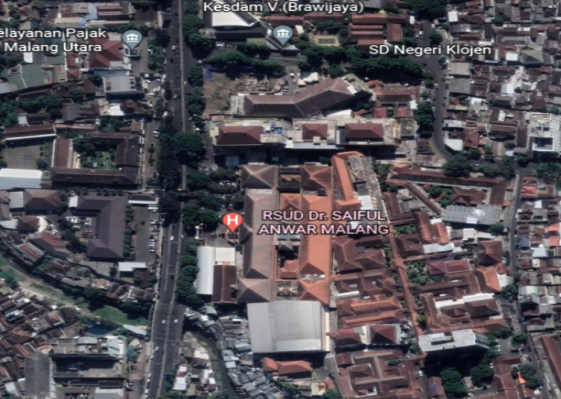 Kesdam V (Brawijaya)
elayanan Pajak
Malang Utara
SD Negeri Klojen
H
RSUD Dr. SAIFUL
ANWAR MALANG